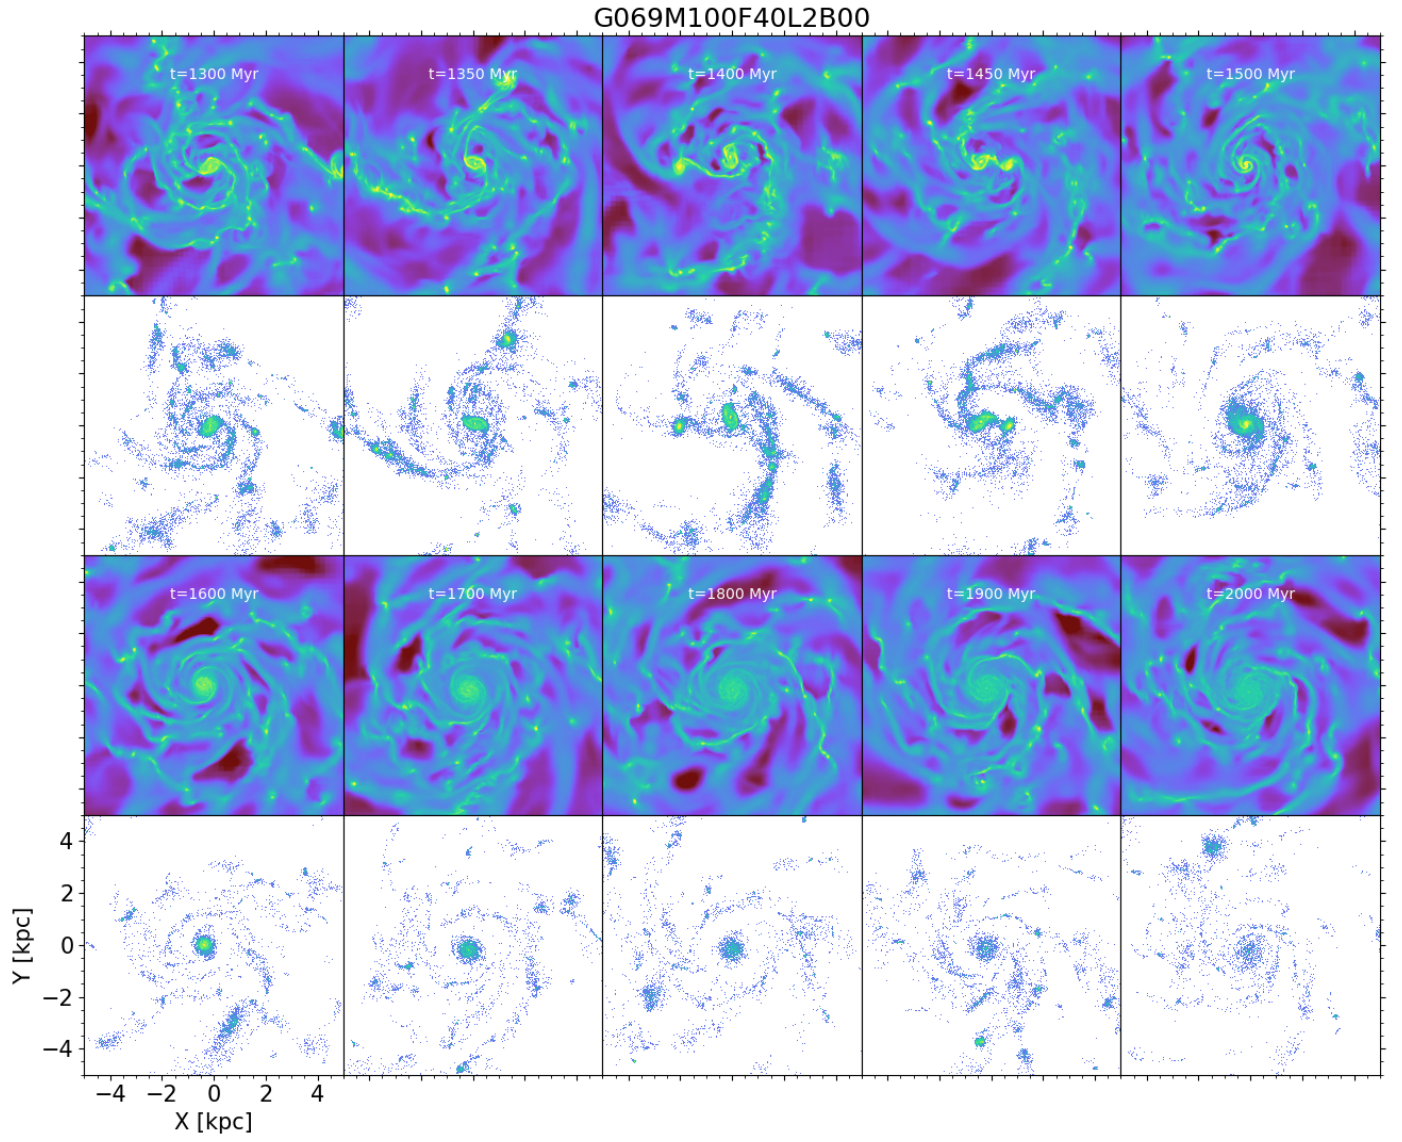 G069M100F40L2B00
t=1300 Myr t=1350 Myr t=1400 Myr t=1450 Myr t=1500 Myr
t=1600 Myr t=1700 Myr t=1800 Myr t=1900 Myr t=2000 Myr
4
2
0
−2
−4
Y [kpc]
−4 −2 0 2 4
X [kpc]